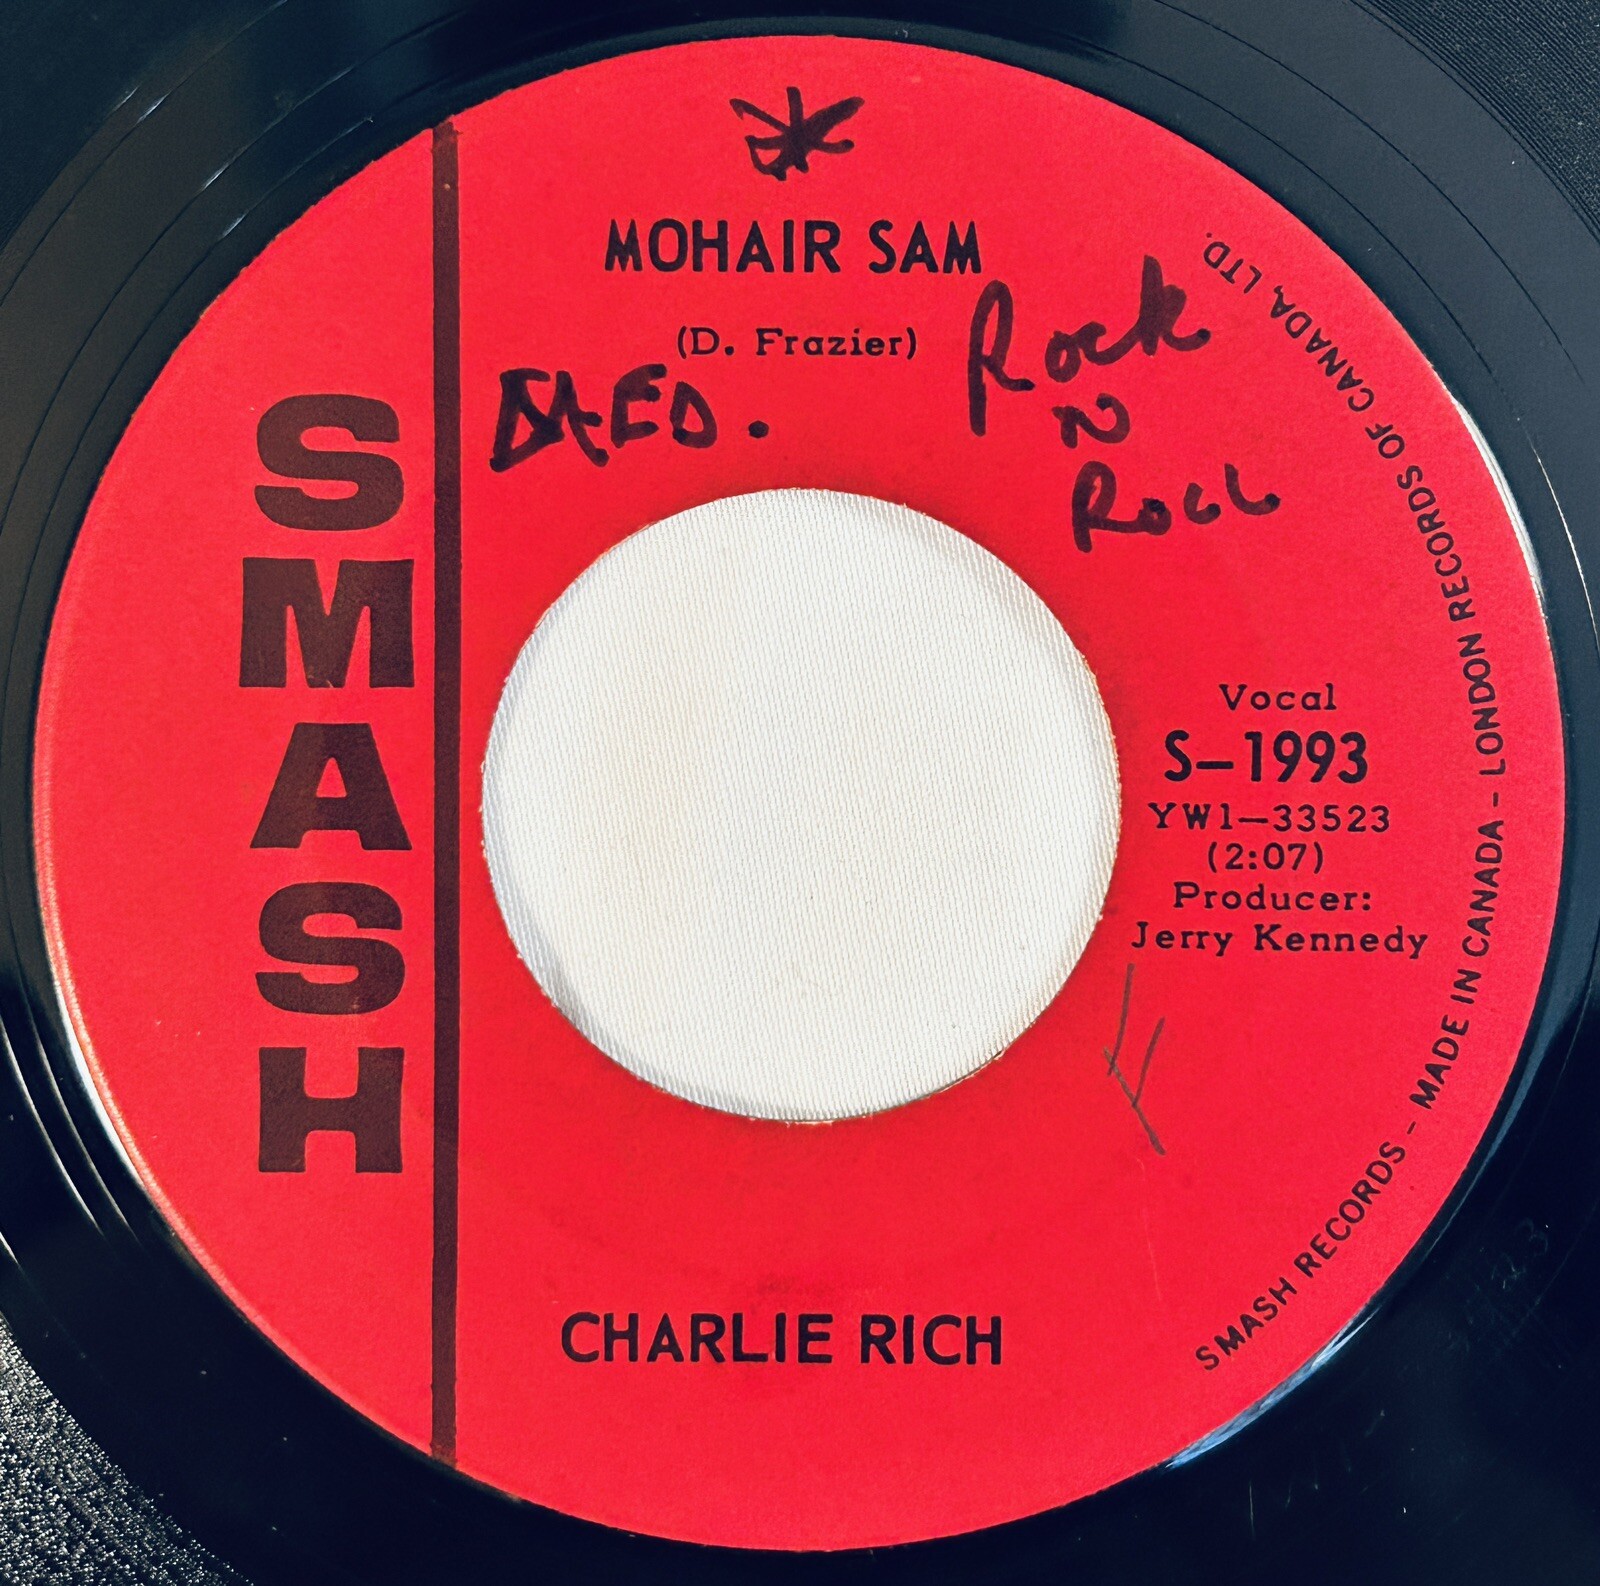 MOHAIR SAM
(D. Frazier)
Rock
N
Roll
SMASH
Vocal
S-1993
YW1-33523
(2:07)
Producer:
Jerry Kennedy
CHARLIE RICH
SMASH RECORDS - MADE IN CANADA - LONDON RECORDS OF CANADA, LTD.